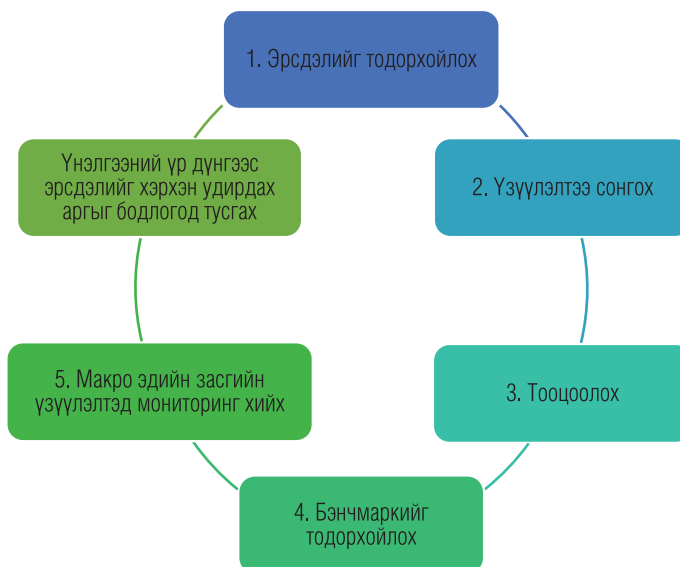 1. Эрсдэлийг тодорхойлох
2. Үзүүлэлтээ сонгох
3. Тооцоолох
4. Бэнчмаркийг
тодорхойлох
5. Макро эдийн засгийн
үзүүлэлтэд мониторинг хийх
Үнэлгээний үр дүнгээс
эрсдэлийг хэрхэн удирдах
аргыг бодлогод тусгах